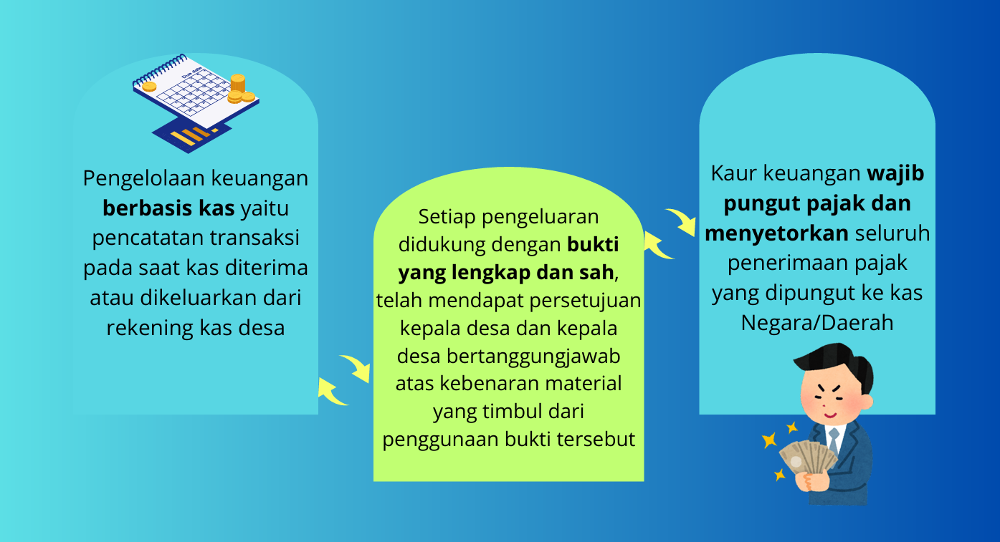 Due date
Pengelolaan keuangan
berbasis kas yaitu
pencatatan transaksi
pada saat kas diterima
atau dikeluarkan dari
rekening kas desa
Setiap pengeluaran
didukung dengan bukti
yang lengkap dan sah,
telah mendapat persetujuan
kepala desa dan kepala
desa bertanggungjawab
atas kebenaran material
yang timbul dari
penggunaan bukti tersebut
Kaur keuangan wajib
pungut pajak dan
menyetorkan seluruh
penerimaan pajak
yang dipungut ke kas
Negara/Daerah